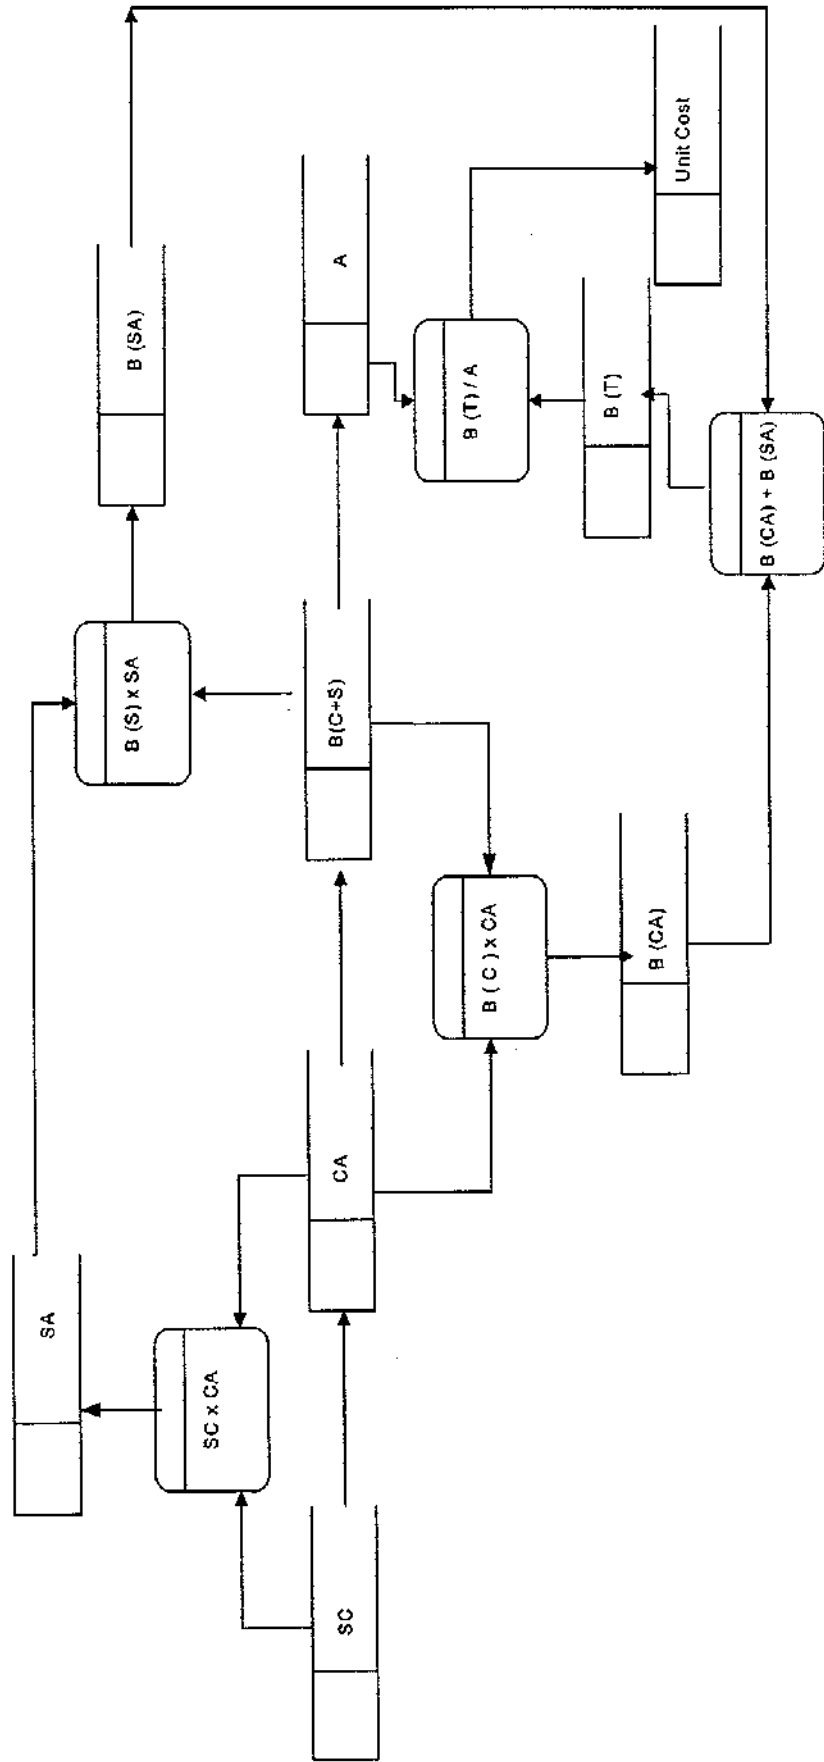 SA
B (SA)
SC x CA
B (S) x SA
SC
CA
B(C+S)
A
B ( C ) x CA
B (T) / A
B (CA)
B (T)
Unit Cost
B (CA) + B (SA)